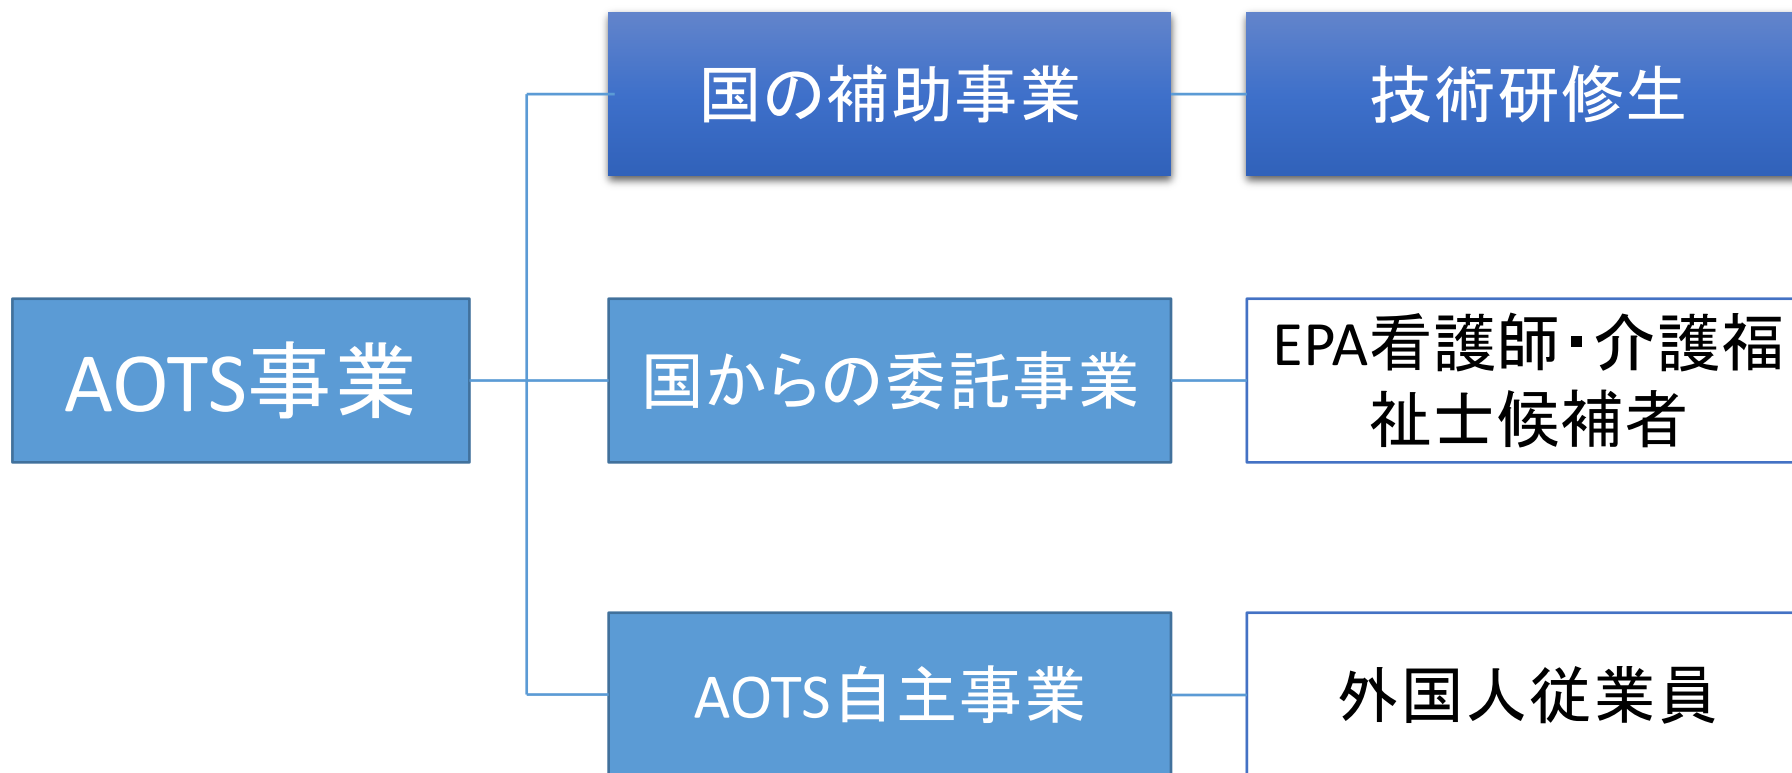 国の補助事業
技術研修生
AOTS事業
国からの委託事業
EPA看護師・介護福
祉士候補者
AOTS自主事業
外国人従業員